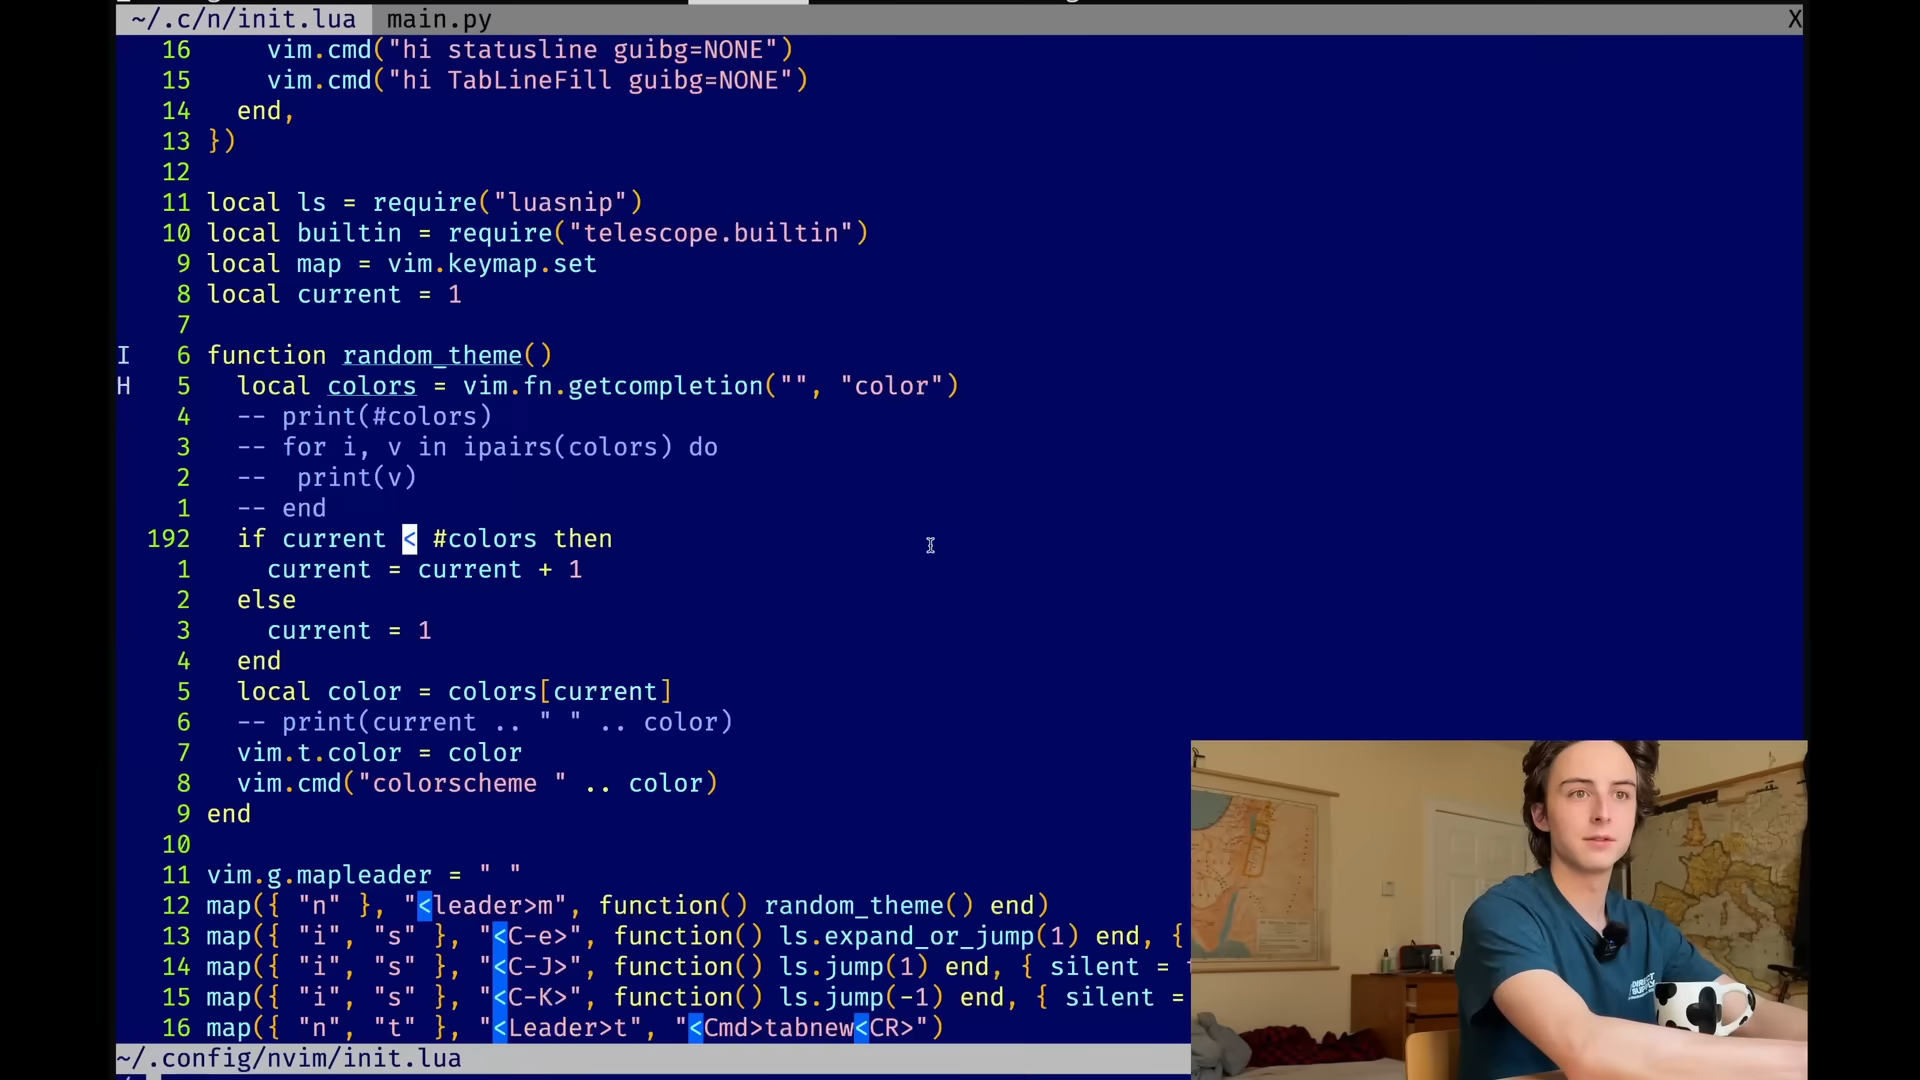 ~/.c/n/init.lua main.py X
16 vim.cmd("hi statusline guibg=NONE")
15 vim.cmd("hi TabLineFill guibg=NONE")
14 end,
13 })
12
11 local ls = require("luasnip")
10 local builtin = require("telescope.builtin")
9 local map = vim.keymap.set
8 local current = 1
7
I 6 function random_theme()
H 5 local colors = vim.fn.getcompletion("", "color")
4 -- print(#colors)
3 -- for i, v in ipairs(colors) do
2 --  print(v)
1 -- end
192 if current < #colors then
1 current = current + 1
2 else
3 current = 1
4 end
5 local color = colors[current]
6 -- print(current .. " " .. color)
7 vim.t.color = color
8 vim.cmd("colorscheme " .. color)
9 end
10
11 vim.g.mapleader = " "
12 map({ "n" }, "<leader>m", function() random_theme() end)
13 map({ "i", "s" }, "<C-e>", function() ls.expand_or_jump(1) end, {
14 map({ "i", "s" }, "<C-J>", function() ls.jump(1) end, { silent =
15 map({ "i", "s" }, "<C-K>", function() ls.jump(-1) end, { silent =
16 map({ "n", "t" }, "<Leader>t", "<Cmd>tabnew<CR>")
~/.config/nvim/init.lua